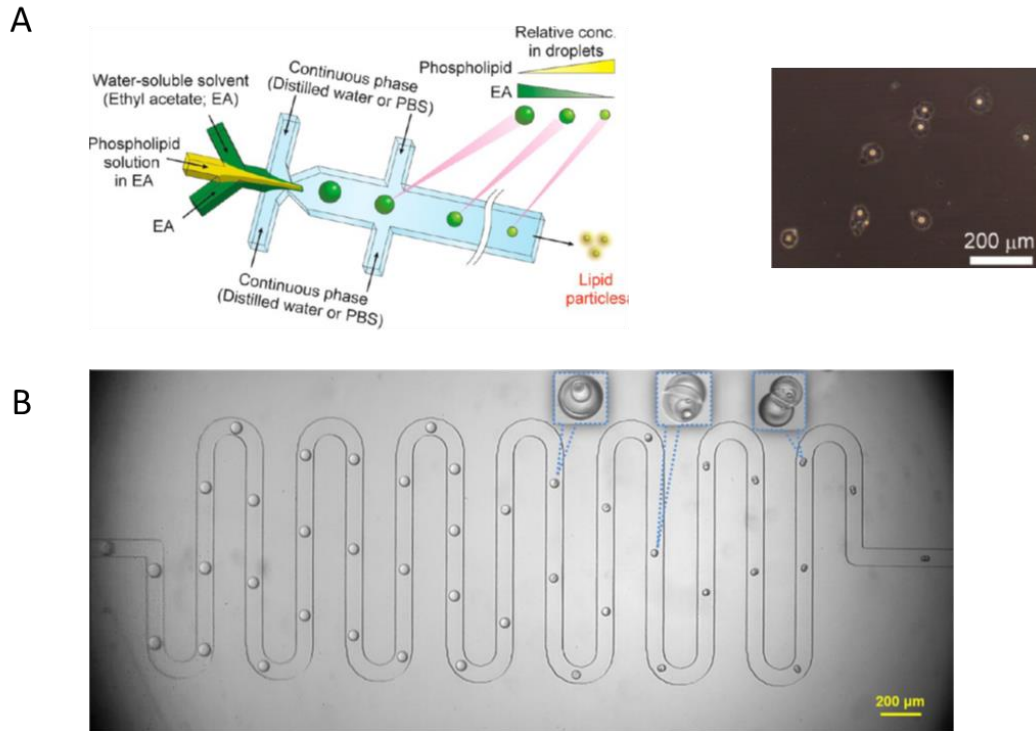 A
Relative conc.
in droplets
Phospholipid
EA
Continuous phase
(Distilled water or PBS)
Water-soluble solvent
(Ethyl acetate; EA)
Phospholipid
solution
in EA
EA
Continuous phase
(Distilled water or PBS)
Lipid
particles
200 μm
B
200 μm